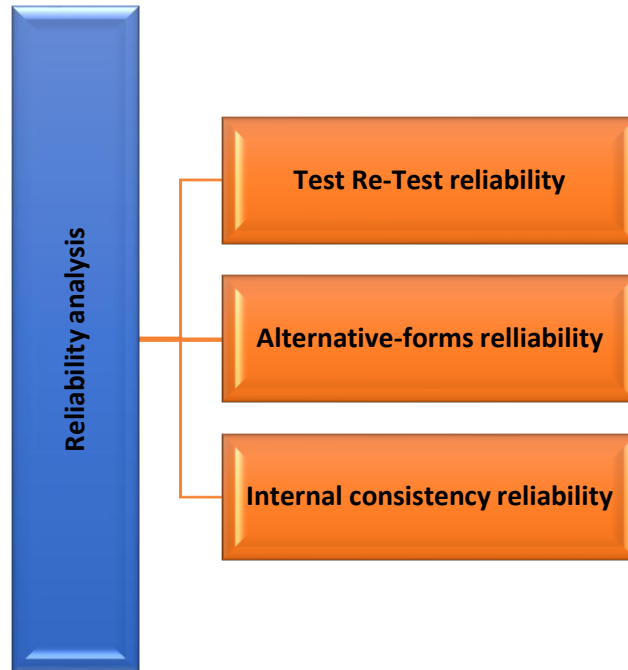 Reliability analysis
Test Re-Test reliability
Alternative-forms relliability
Internal consistency reliability